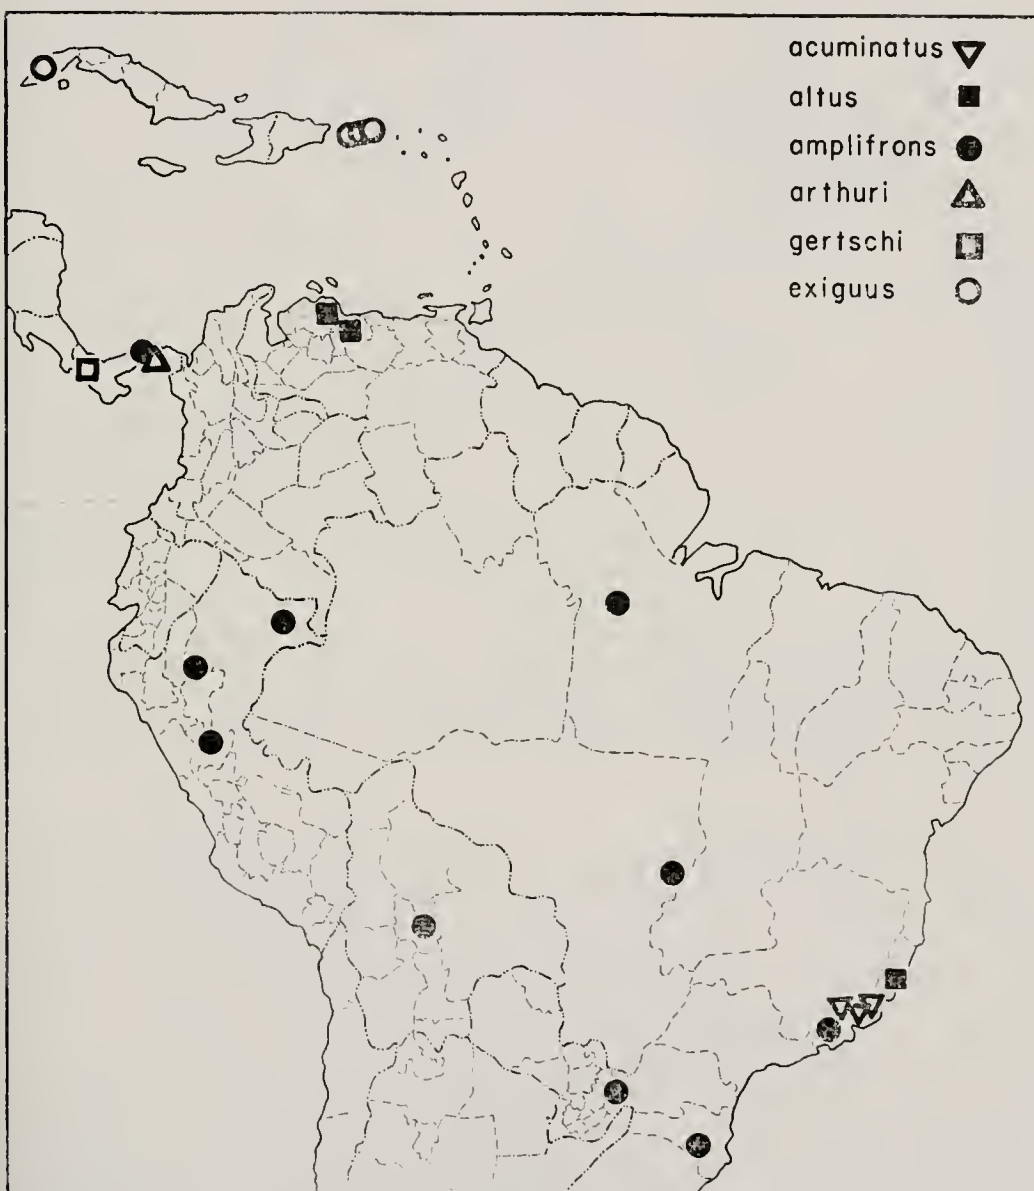 acuminatus
altus
amplifrons
arthuri
gertschi
exiguus